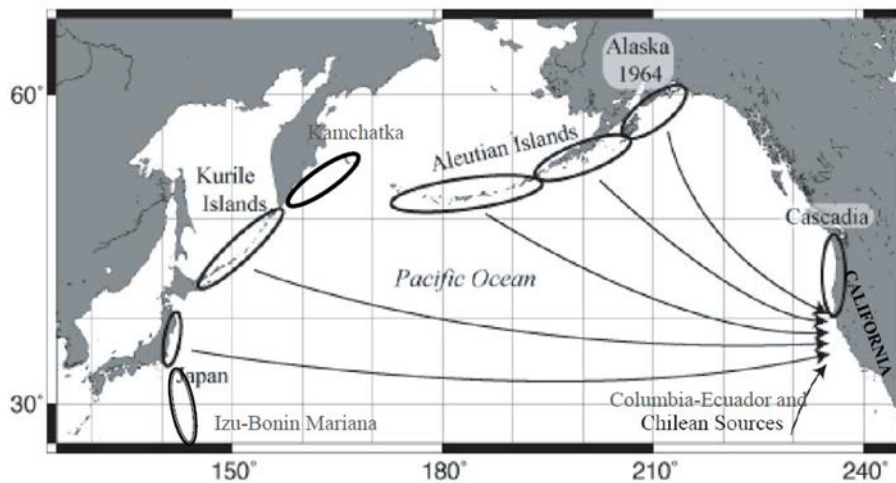 Alaska
1964
60°
Kamchatka
Aleutian Islands
Kurile
Islands
Cascadia
Pacific Ocean
CALIFORNIA
Japan
Columbia-Ecuador and
Chilean Sources
30°
Izu-Bonin Mariana
150°
180°
210°
240°